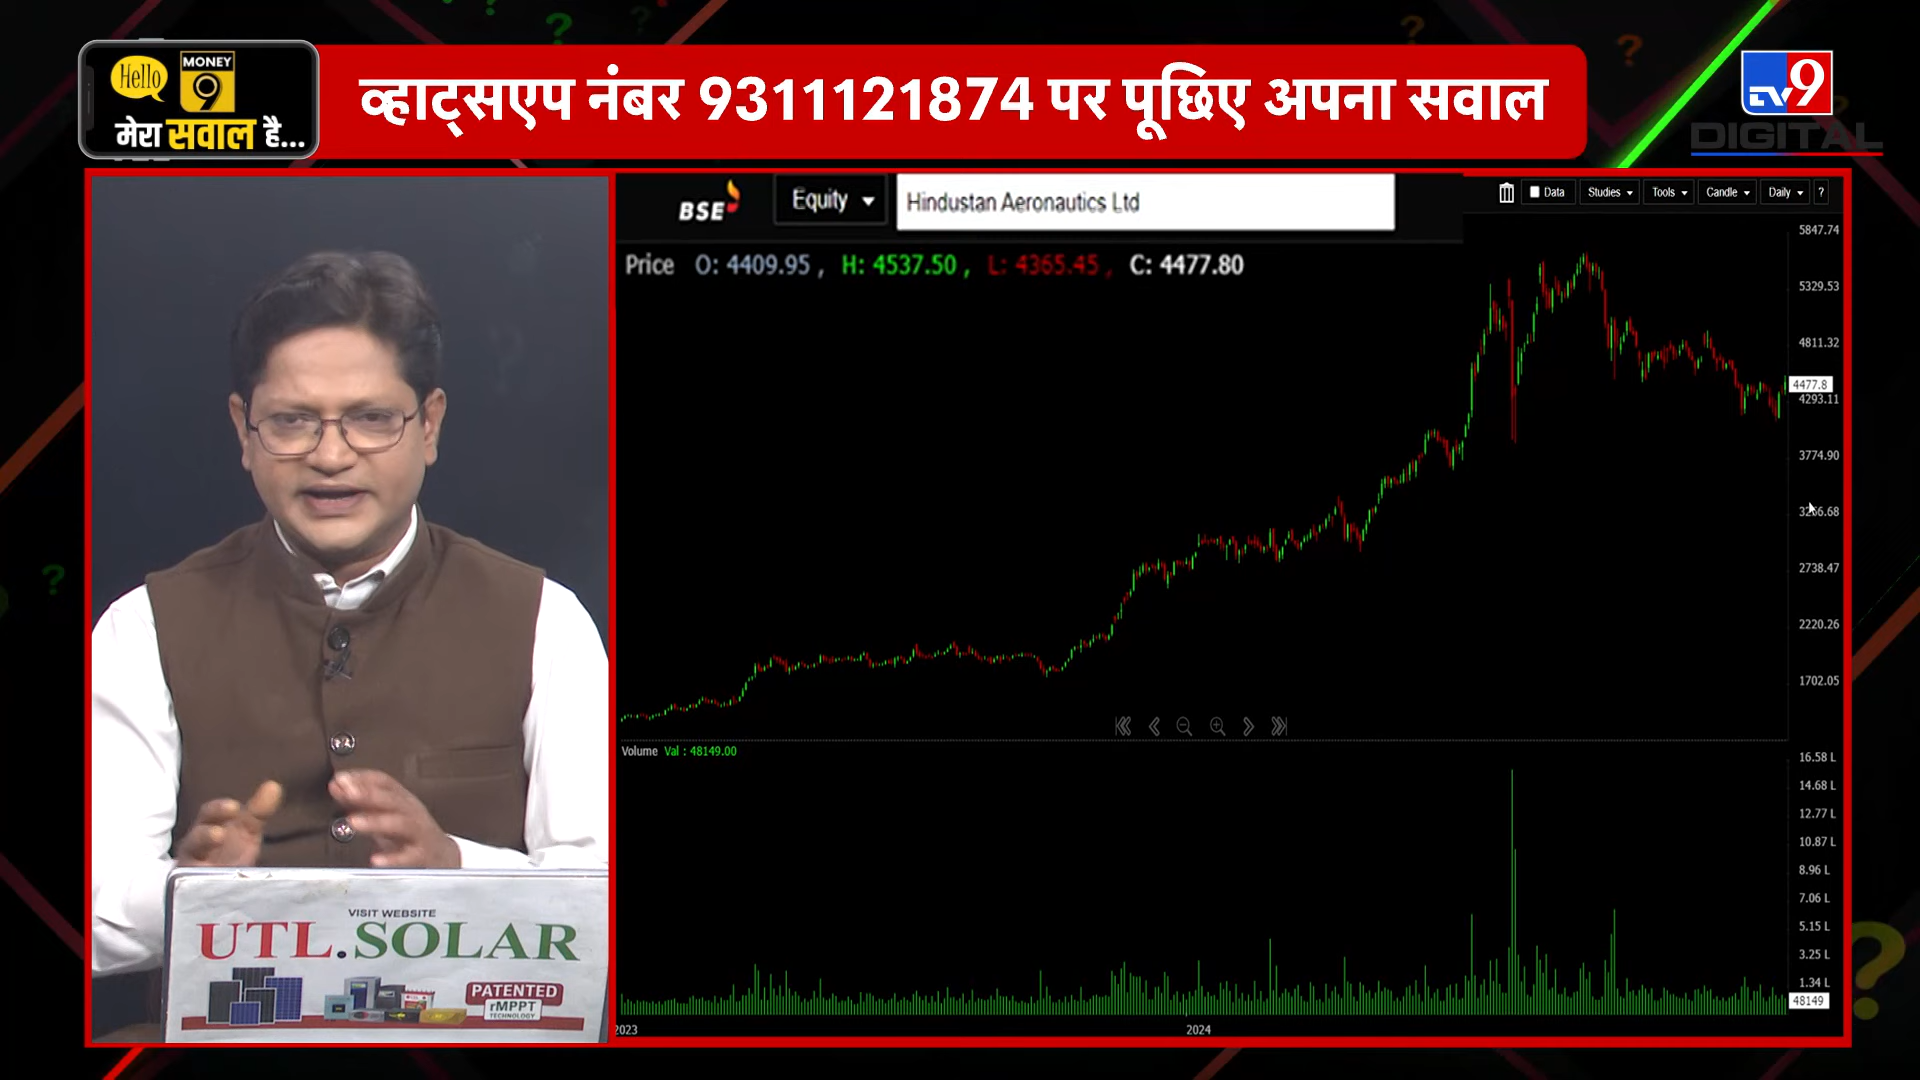 Hello
MONEY
9
मेरा सवाल है...
व्हाट्सएप नंबर 9311121874 पर पूछिए अपना सवाल
TV9
DIGITAL
BSE
Equity
Hindustan Aeronautics Ltd
Data
Studies
Tools
Candle
Daily
?
Price O: 4409.95 , H: 4537.50 , L: 4365.45 , C: 4477.80
5847.74
5329.53
4811.32
4477.8
4293.11
3774.90
3256.68
2738.47
2220.26
1702.05
Volume Val : 48149.00
16.58 L
14.68 L
12.77 L
10.87 L
8.96 L
7.06 L
5.15 L
3.25 L
1.34 L
48149
2023
2024
VISIT WEBSITE
UTL.SOLAR
PATENTED
rMPPT
TECHNOLOGY